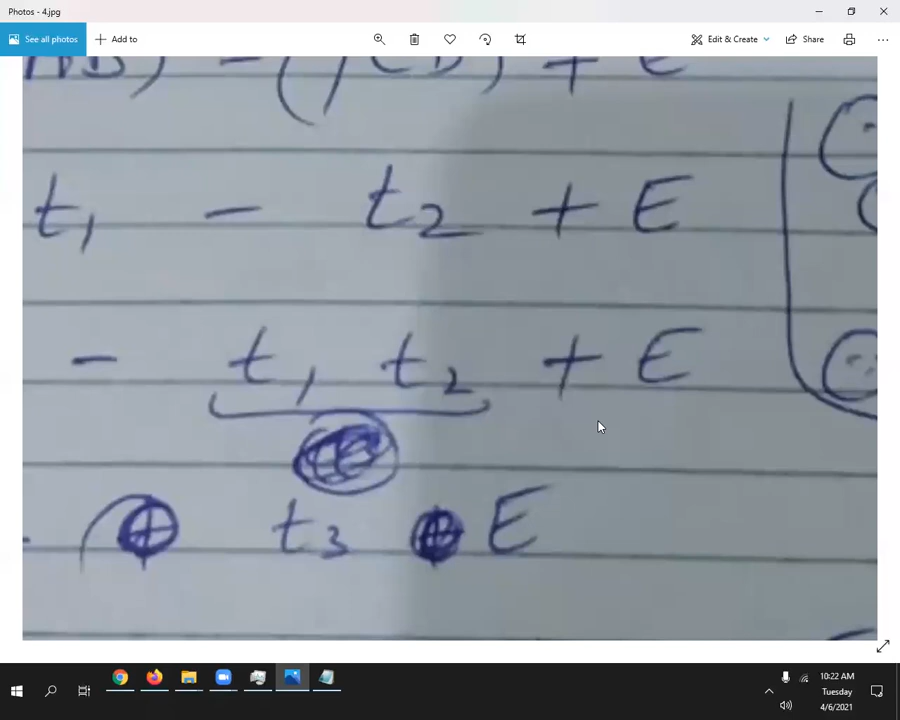 Photos - 4.jpg
See all photos
Add to
Edit & Create
Share
- (/CD) + E
t1 - t2 + E
- t1 t2 + E
t3 E
10:22 AM
Tuesday
4/6/2021